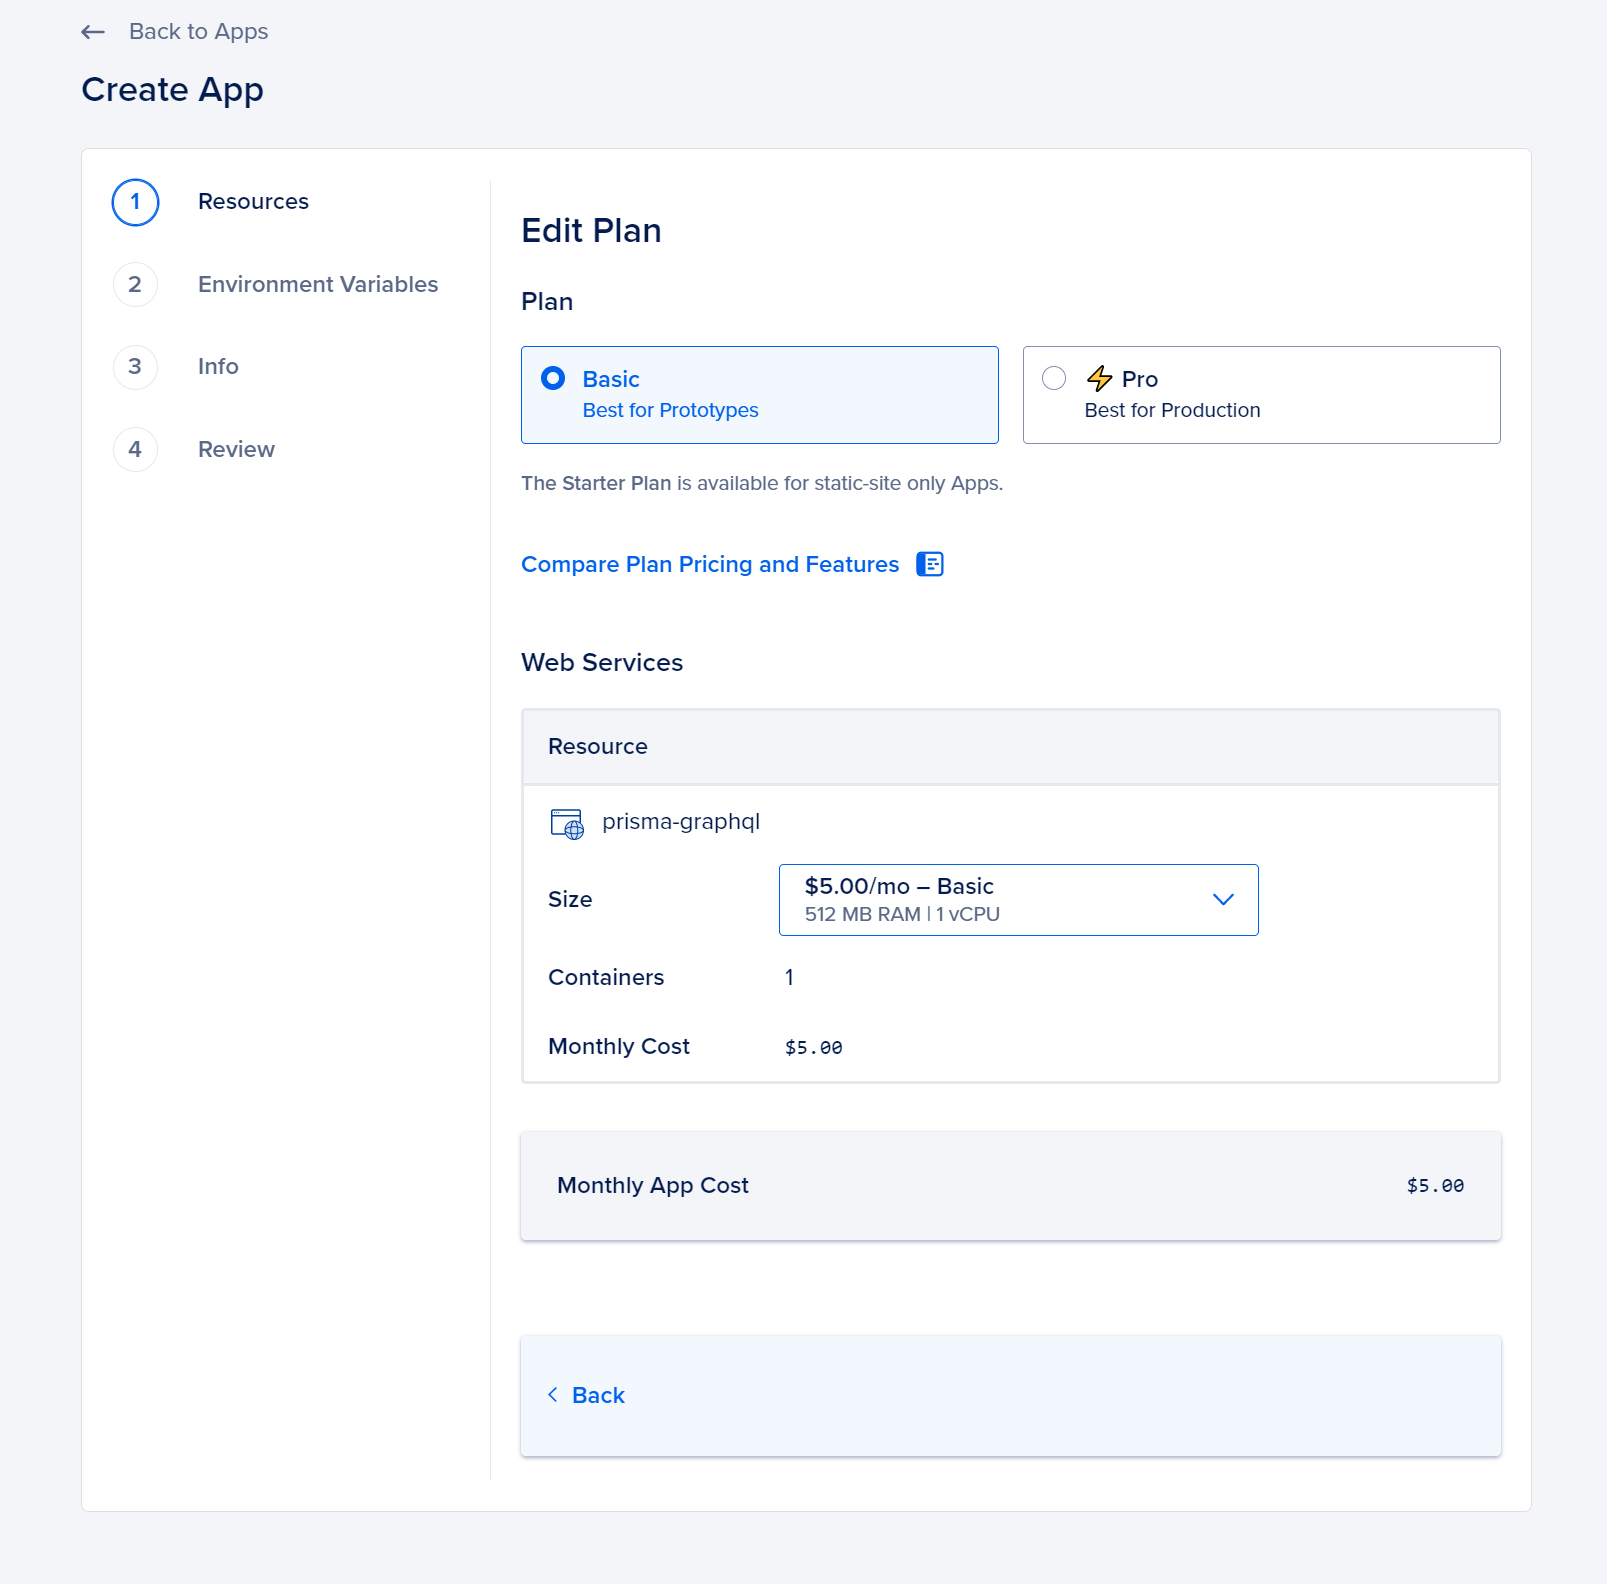 Back to Apps
Create App
1 Resources
2 Environment Variables
3 Info
4 Review
Edit Plan
Plan
Basic
Best for Prototypes
Pro
Best for Production
The Starter Plan is available for static-site only Apps.
Compare Plan Pricing and Features
Web Services
Resource
prisma-graphql
Size
$5.00/mo – Basic
512 MB RAM | 1 vCPU
Containers 1
Monthly Cost $5.00
Monthly App Cost $5.00
Back